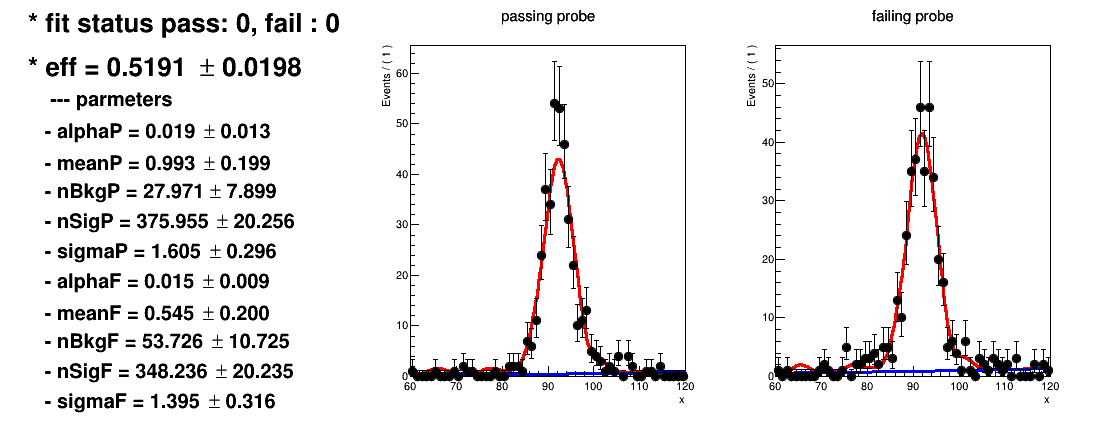 * fit status pass: 0, fail : 0
* eff = 0.5191 ± 0.0198
--- parmeters
- alphaP = 0.019 ± 0.013
- meanP = 0.993 ± 0.199
- nBkgP = 27.971 ± 7.899
- nSigP = 375.955 ± 20.256
- sigmaP = 1.605 ± 0.296
- alphaF = 0.015 ± 0.009
- meanF = 0.545 ± 0.200
- nBkgF = 53.726 ± 10.725
- nSigF = 348.236 ± 20.235
- sigmaF = 1.395 ± 0.316
passing probe
Events / ( 1 )
60
50
40
30
20
10
0
60 70 80 90 100 110 120
x
failing probe
Events / ( 1 )
50
40
30
20
10
0
60 70 80 90 100 110 120
x